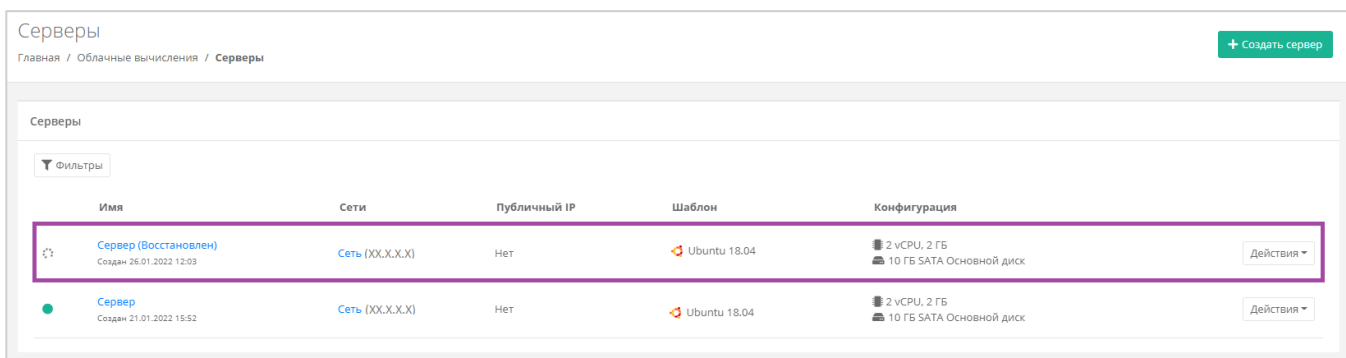 Серверы
Главная / Облачные вычисления / Серверы
+ Создать сервер
Серверы
Фильтры
Имя Сети Публичный IP Шаблон Конфигурация
Сервер (Восстановлен) Сеть (XX.X.X.X) Нет Ubuntu 18.04 2 vCPU, 2 ГБ Действия
Создан 26.01.2022 12:03 10 ГБ SATA Основной диск
Сервер Сеть (XX.X.X.X) Нет Ubuntu 18.04 2 vCPU, 2 ГБ Действия
Создан 21.01.2022 15:52 10 ГБ SATA Основной диск